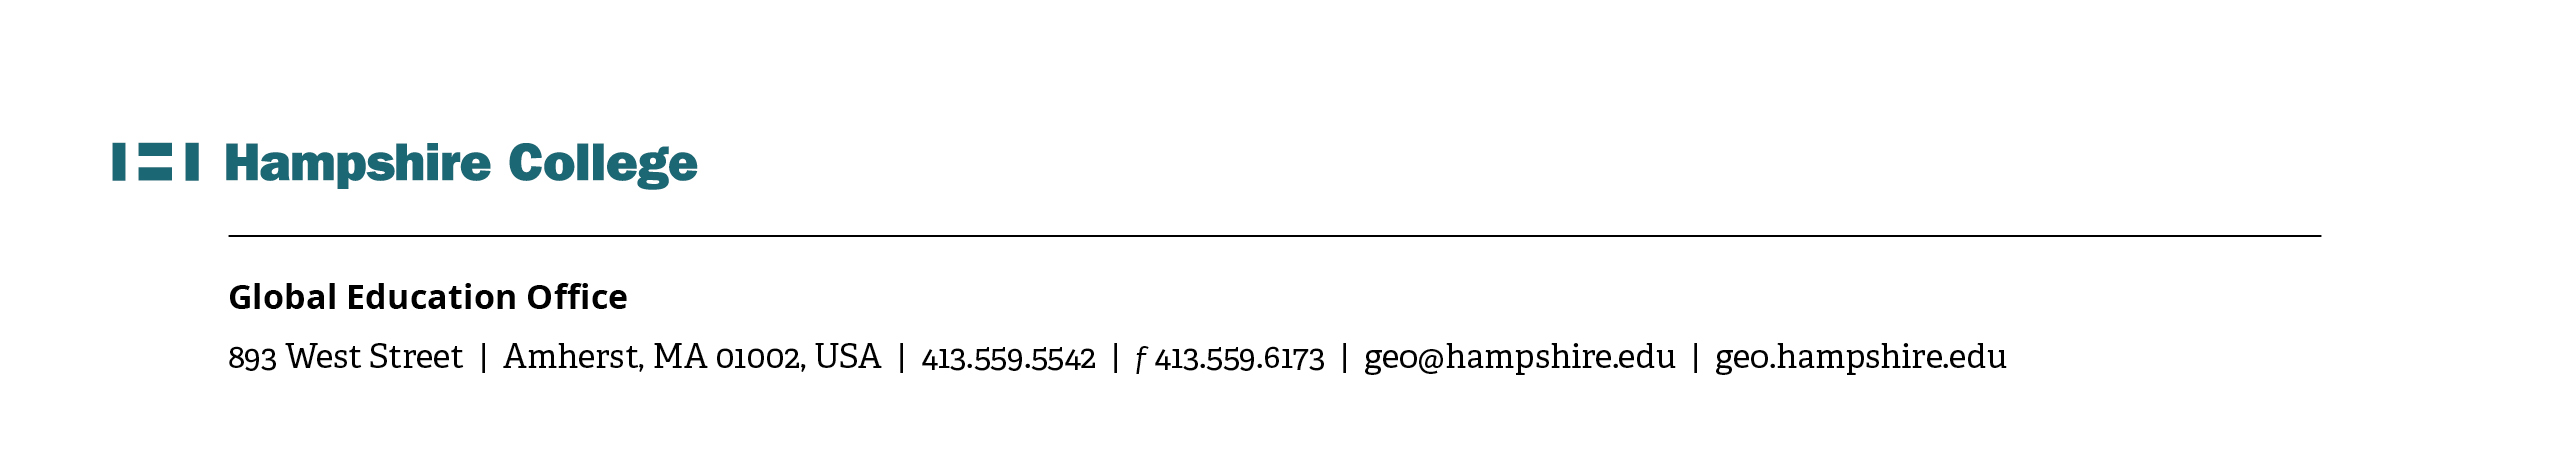 Hampshire College
Global Education Office
893 West Street | Amherst, MA 01002, USA | 413.559.5542 | f 413.559.6173 | geo@hampshire.edu | geo.hampshire.edu